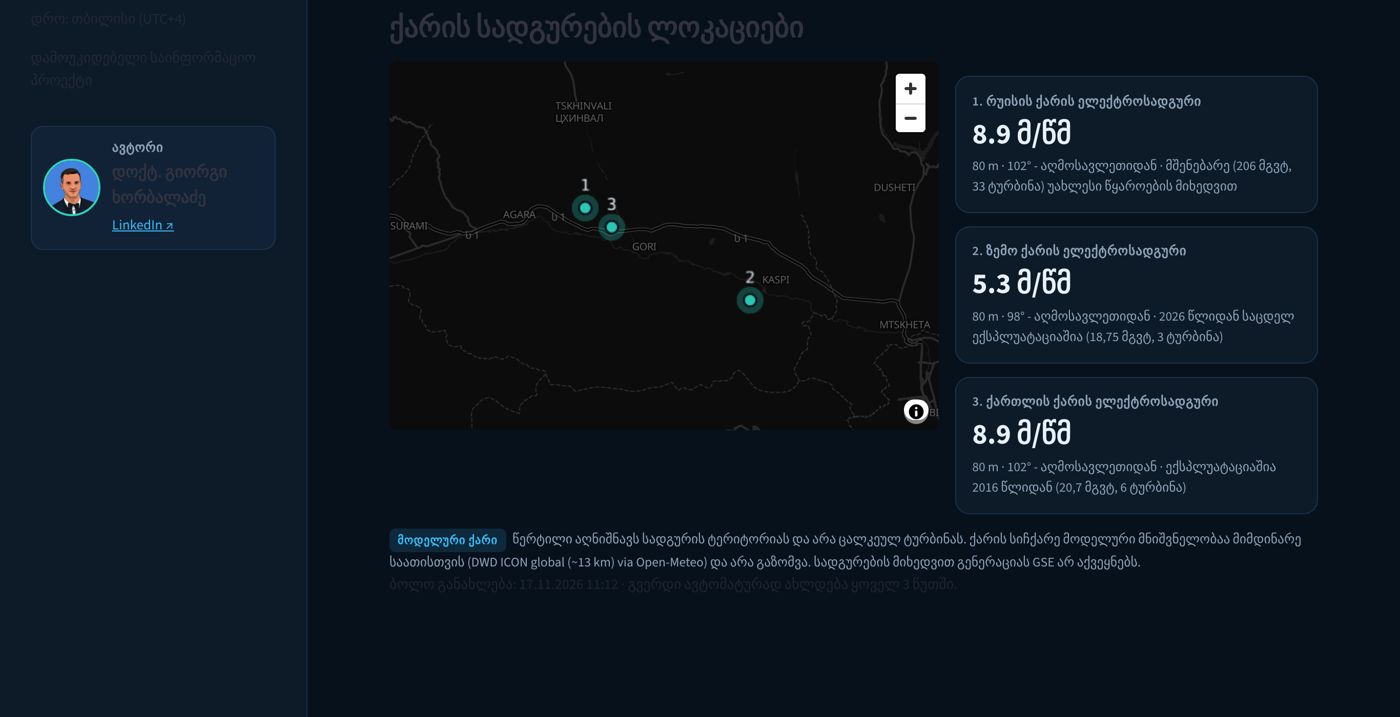 დრო: თბილისი (UTC+4)
დამოუკიდებელი საინფორმაციო
პროექტი
ავტორი
დოქტ. გიორგი
ხორბალაძე
LinkedIn ↗
ქარის სადგურების ლოკაციები
TSKHINVALI
ЦХИНВАЛ
DUSHETI
1
3
SURAMI
AGARA
ს 1
ს 1
ს 1
GORI
2
KASPI
MTSKHETA
1. რუისის ქარის ელექტროსადგური
8.9 მ/წმ
80 m · 102° - აღმოსავლეთიდან · მშენებარე (206 მგვტ,
33 ტურბინა) უახლესი წყაროების მიხედვით
2. ზემო ქარის ელექტროსადგური
5.3 მ/წმ
80 m · 98° - აღმოსავლეთიდან · 2026 წლიდან საცდელ
ექსპლუატაციაშია (18,75 მგვტ, 3 ტურბინა)
3. ქართლის ქარის ელექტროსადგური
8.9 მ/წმ
80 m · 102° - აღმოსავლეთიდან · ექსპლუატაციაშია
2016 წლიდან (20,7 მგვტ, 6 ტურბინა)
მოდელური ქარი წერტილი აღნიშნავს სადგურის ტერიტორიას და არა ცალკეულ ტურბინას. ქარის სიჩქარე მოდელური მნიშვნელობაა მიმდინარე
საათისთვის (DWD ICON global (~13 km) via Open-Meteo) და არა გაზომვა. სადგურების მიხედვით გენერაციას GSE არ აქვეყნებს.
ბოლო განახლება: 17.11.2026 11:12 · გვერდი ავტომატურად ახლდება ყოველ 3 წუთში.